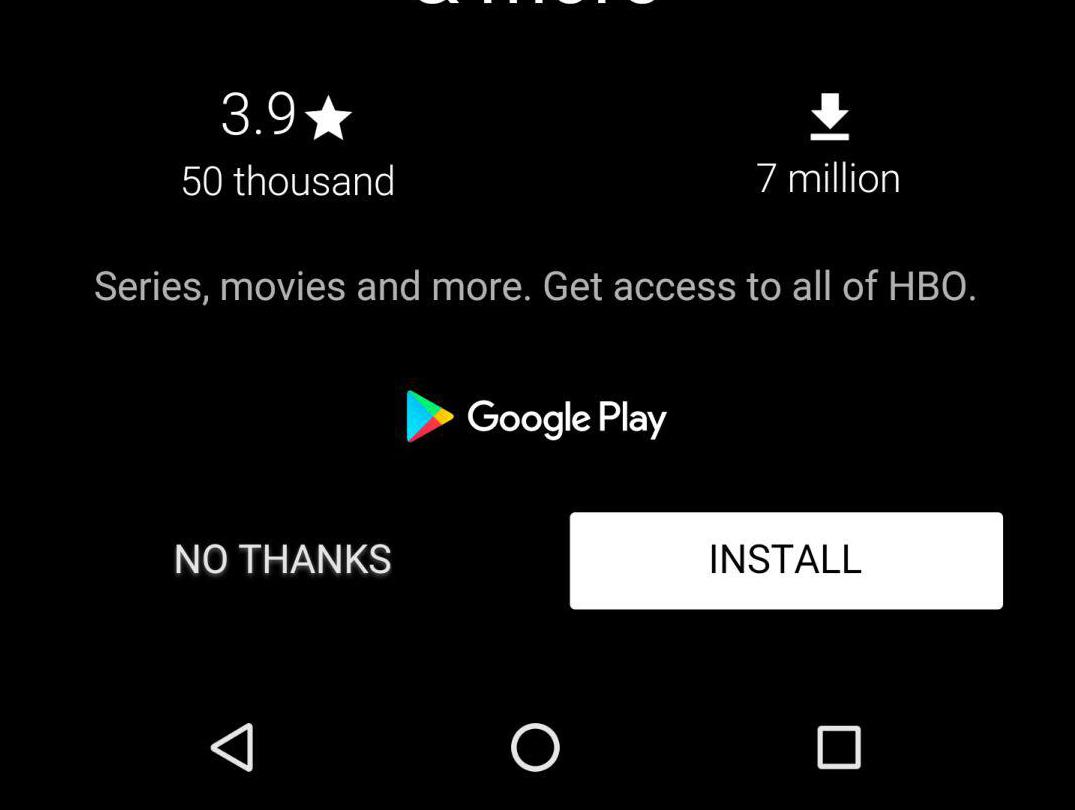 & more
3.9
50 thousand
7 million
Series, movies and more. Get access to all of HBO.
Google Play
NO THANKS
INSTALL